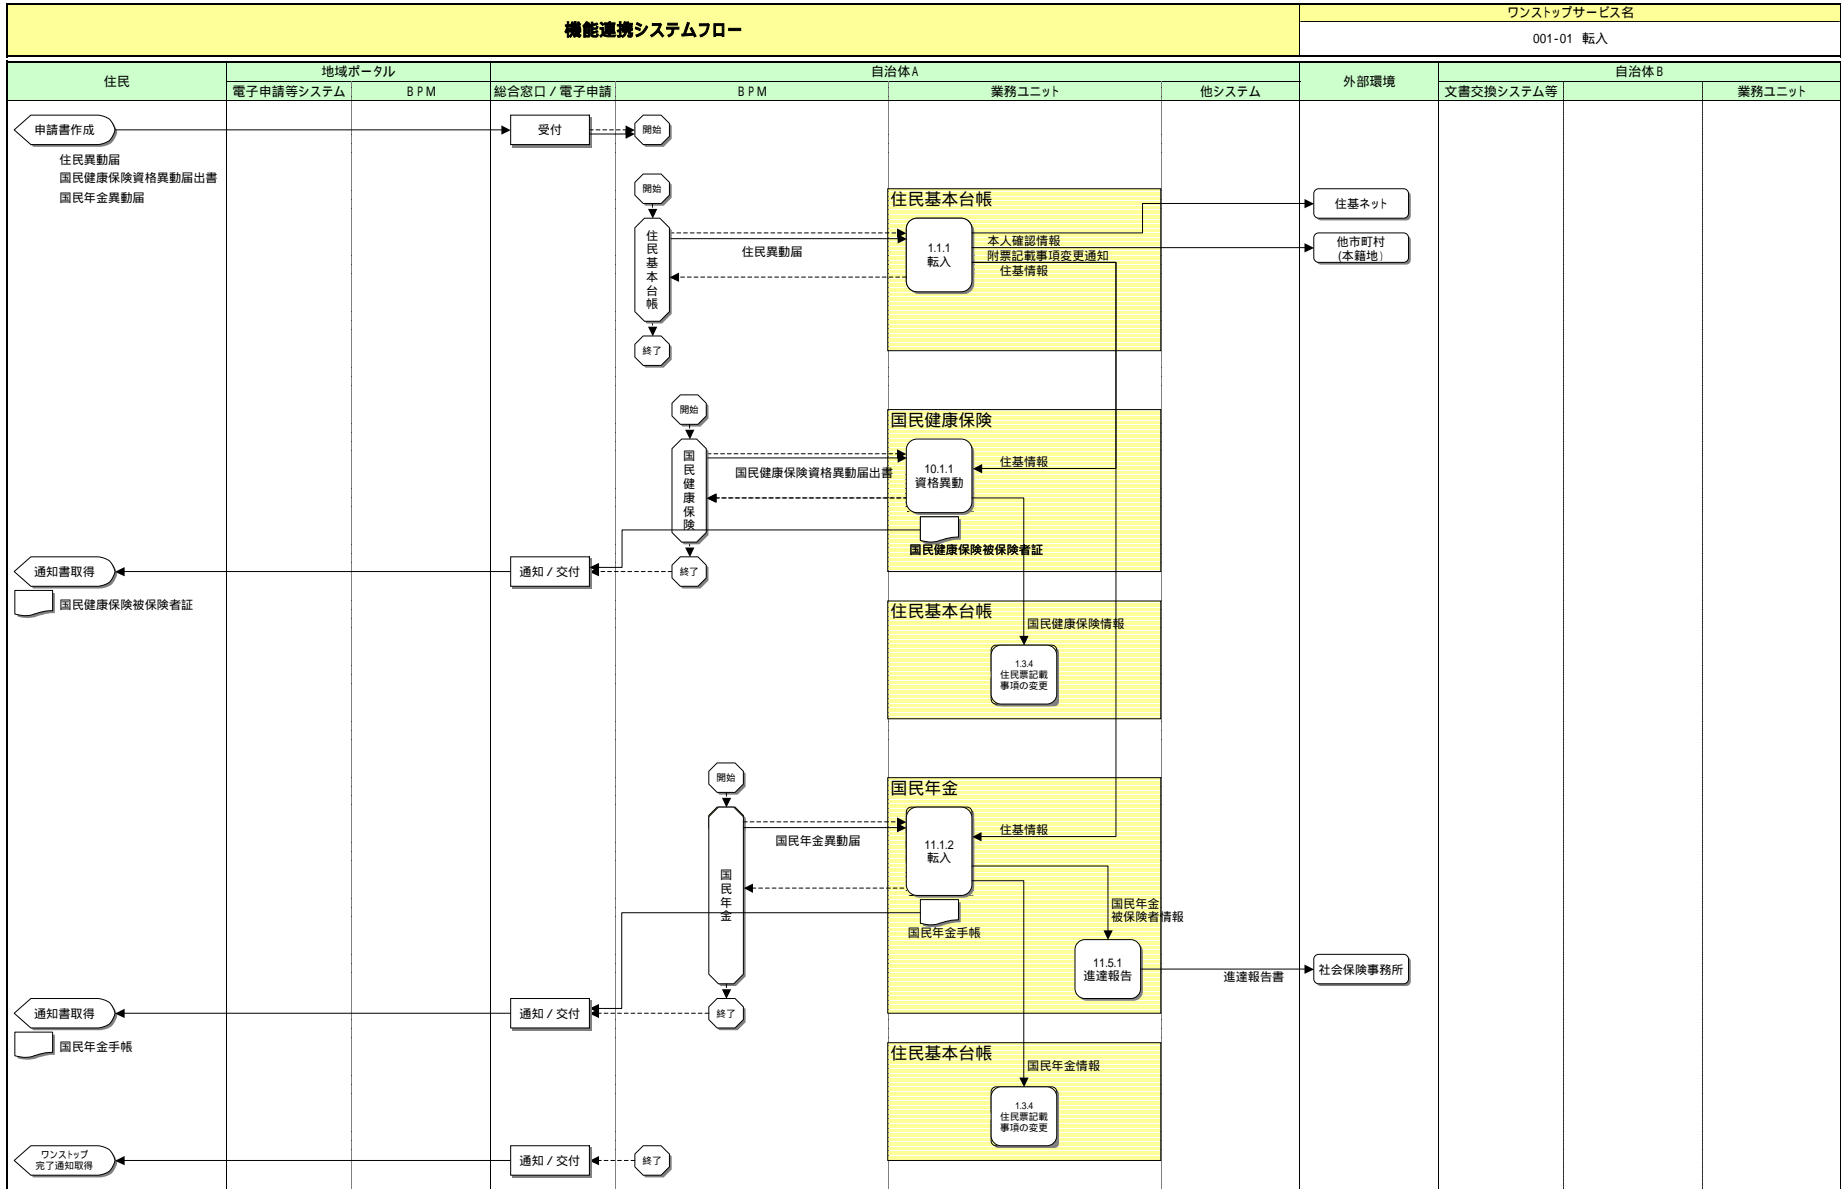 機能連携システムフロー
ワンストップサービス名
001-01 転入
住民
地域ポータル
自治体A
外部環境
自治体B
電子申請等システム
BPM
総合窓口/電子申請
BPM
業務ユニット
他システム
文書交換システム等
業務ユニット
申請書作成
受付
開始
住民異動届
国民健康保険資格異動届出書
国民年金異動届
開始
住民基本台帳
住基ネット
住民基本台帳
1.1.1
転入
住民異動届
本人確認情報
附票記載事項変更通知
住基情報
他市町村
(本籍地)
終了
開始
国民健康保険
国民健康保険
10.1.1
資格異動
住基情報
国民健康保険資格異動届出書
国民健康保険被保険者証
通知書取得
通知/交付
終了
国民健康保険被保険者証
住民基本台帳
国民健康保険情報
1.3.4
住民票記載
事項の変更
開始
国民年金
国民年金
11.1.2
転入
住基情報
国民年金異動届
国民年金
被保険者情報
国民年金手帳
11.5.1
進達報告
進達報告書
社会保険事務所
通知書取得
通知/交付
終了
国民年金手帳
住民基本台帳
国民年金情報
1.3.4
住民票記載
事項の変更
ワンストップ
完了通知取得
通知/交付
終了